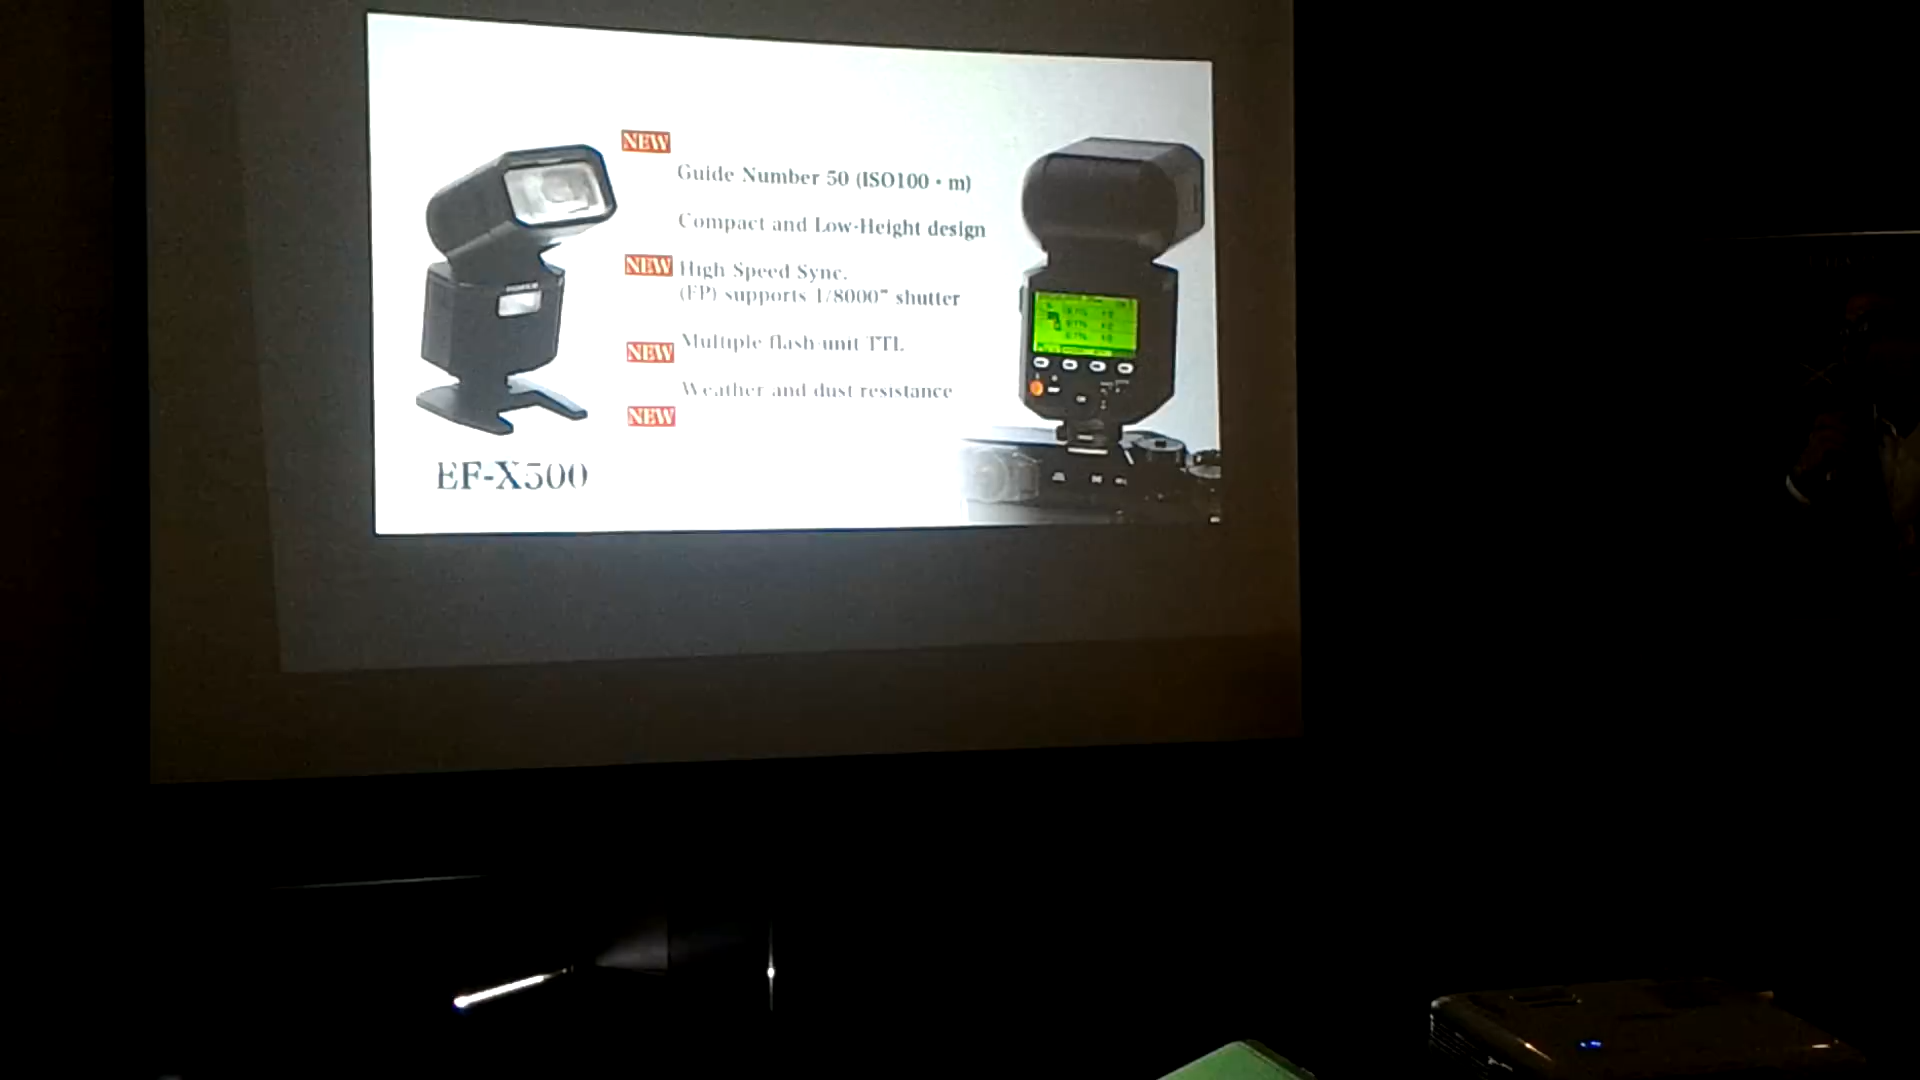 NEW
Guide Number 50 (ISO100・m)
Compact and Low-Height design
NEW High Speed Sync.
(FP) supports 1/8000" shutter
Multiple flash-unit TTL
NEW
Weather and dust resistance
NEW
EF-X500